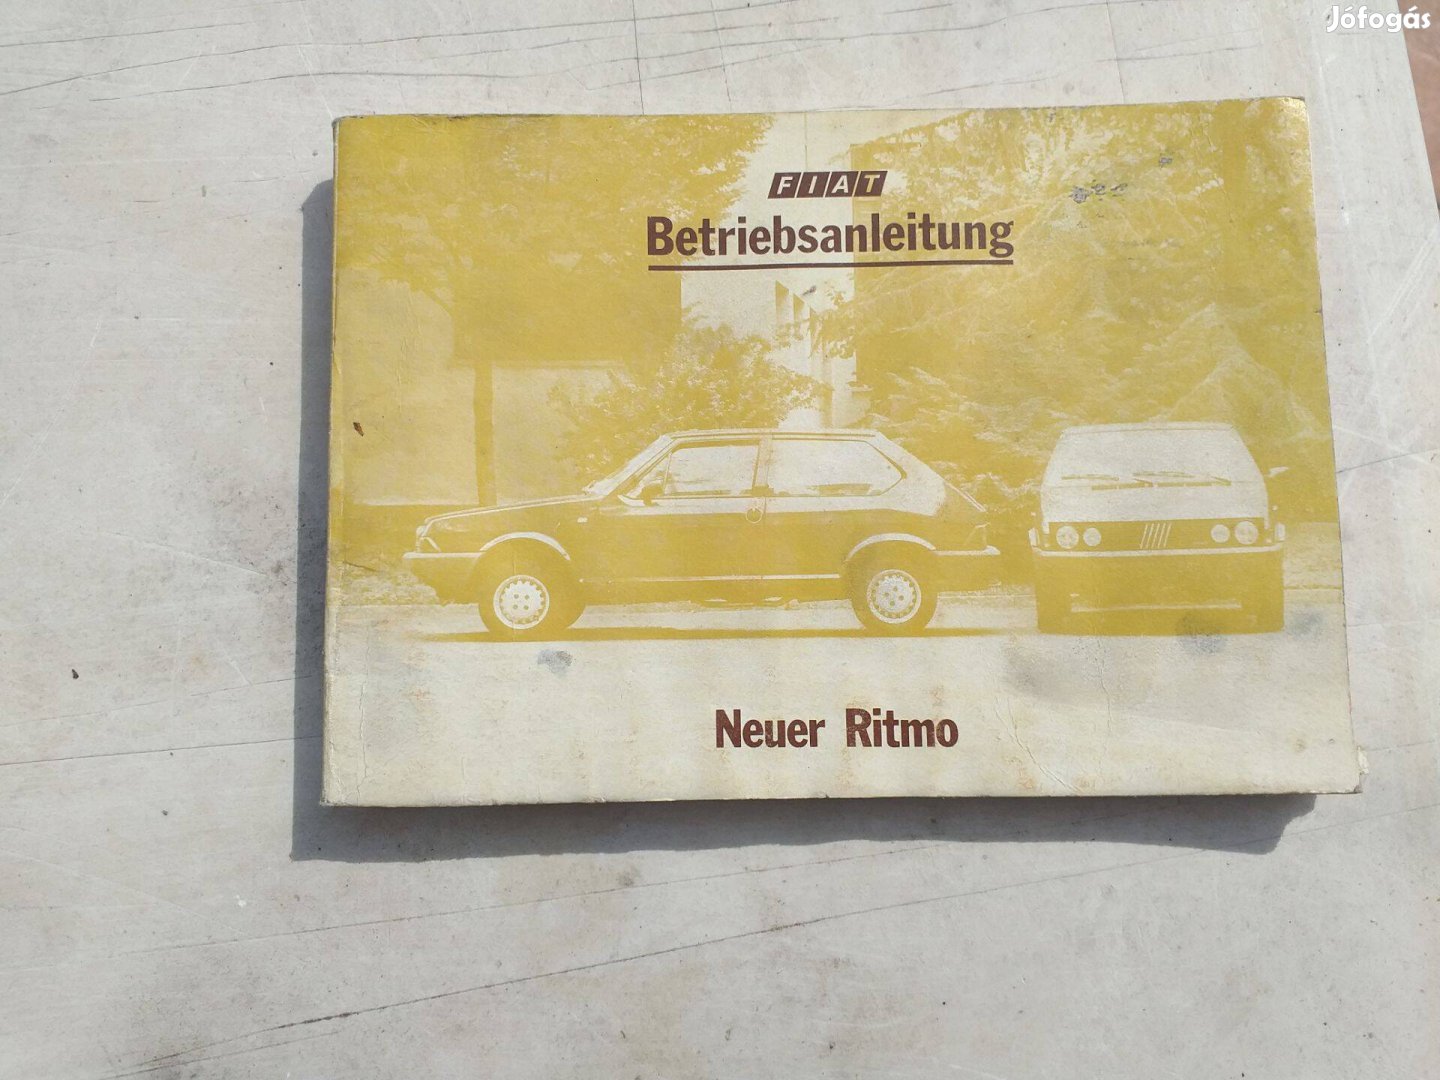 Jófogás
FIAT
Betriebsanleitung
Neuer Ritmo